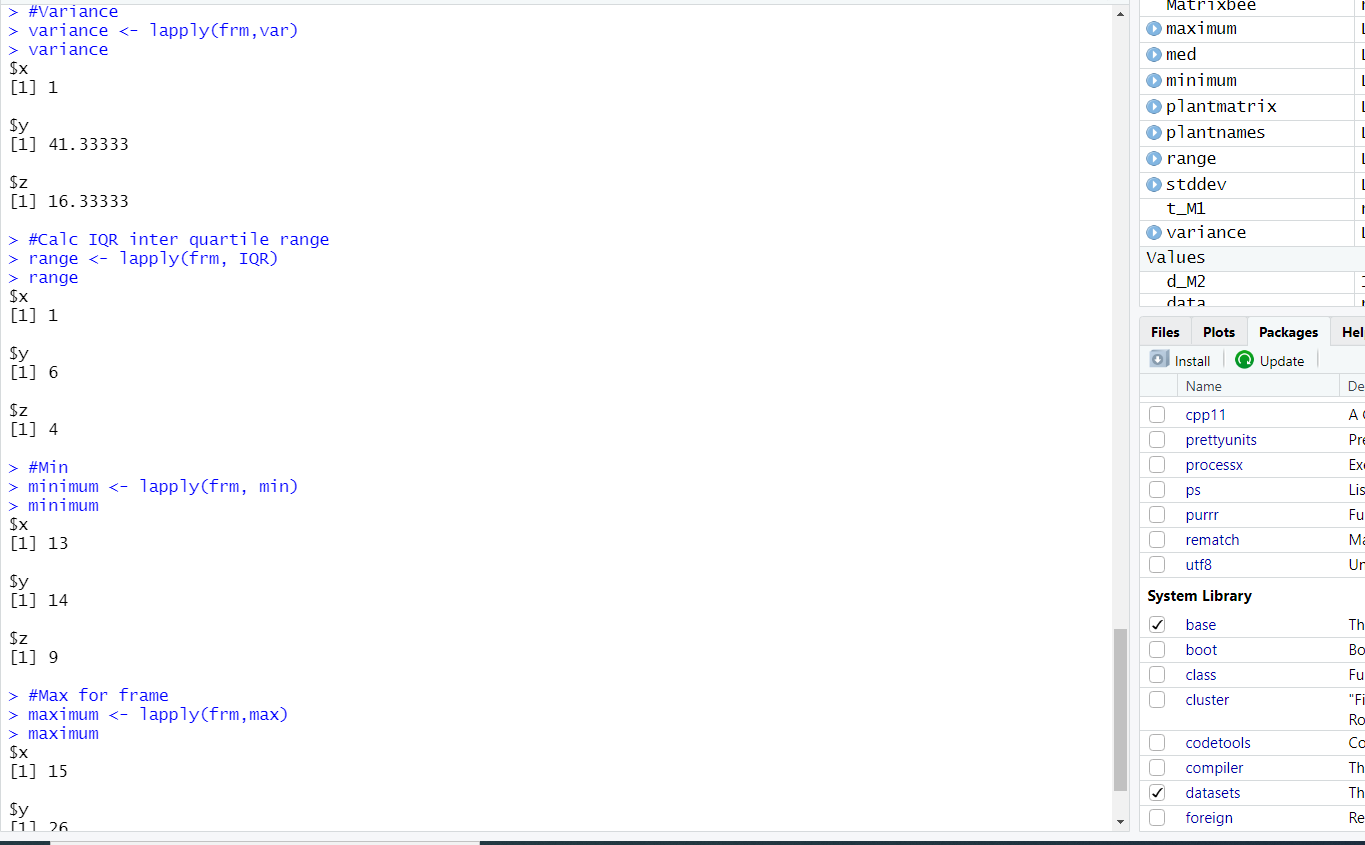 > #Variance
> variance <- lapply(frm,var)
> variance
$x
[1] 1
$y
[1] 41.33333
$z
[1] 16.33333
> #Calc IQR inter quartile range
> range <- lapply(frm, IQR)
> range
$x
[1] 1
$y
[1] 6
$z
[1] 4
> #Min
> minimum <- lapply(frm, min)
> minimum
$x
[1] 13
$y
[1] 14
$z
[1] 9
> #Max for frame
> maximum <- lapply(frm,max)
> maximum
$x
[1] 15
$y
[1] 26
Matrixbee
maximum
med
minimum
plantmatrix
plantnames
range
stddev
t_M1
variance
Values
d_M2
data
Files Plots Packages Hel
Install Update
Name De
cpp11 A
prettyunits Pre
processx Exe
ps Lis
purrr Fu
rematch Ma
utf8 Un
System Library
base Th
boot Bo
class Fu
cluster "Fi
Ro
codetools Co
compiler Th
datasets Th
foreign Re